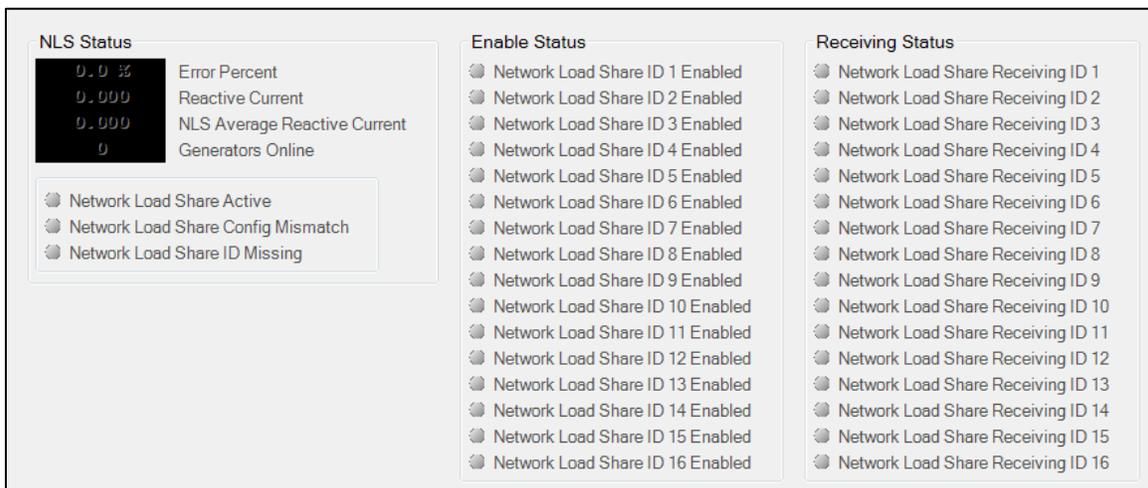 NLS Status
0.0 % Error Percent
0.000 Reactive Current
0.000 NLS Average Reactive Current
0 Generators Online
Network Load Share Active
Network Load Share Config Mismatch
Network Load Share ID Missing
Enable Status
Network Load Share ID 1 Enabled
Network Load Share ID 2 Enabled
Network Load Share ID 3 Enabled
Network Load Share ID 4 Enabled
Network Load Share ID 5 Enabled
Network Load Share ID 6 Enabled
Network Load Share ID 7 Enabled
Network Load Share ID 8 Enabled
Network Load Share ID 9 Enabled
Network Load Share ID 10 Enabled
Network Load Share ID 11 Enabled
Network Load Share ID 12 Enabled
Network Load Share ID 13 Enabled
Network Load Share ID 14 Enabled
Network Load Share ID 15 Enabled
Network Load Share ID 16 Enabled
Receiving Status
Network Load Share Receiving ID 1
Network Load Share Receiving ID 2
Network Load Share Receiving ID 3
Network Load Share Receiving ID 4
Network Load Share Receiving ID 5
Network Load Share Receiving ID 6
Network Load Share Receiving ID 7
Network Load Share Receiving ID 8
Network Load Share Receiving ID 9
Network Load Share Receiving ID 10
Network Load Share Receiving ID 11
Network Load Share Receiving ID 12
Network Load Share Receiving ID 13
Network Load Share Receiving ID 14
Network Load Share Receiving ID 15
Network Load Share Receiving ID 16